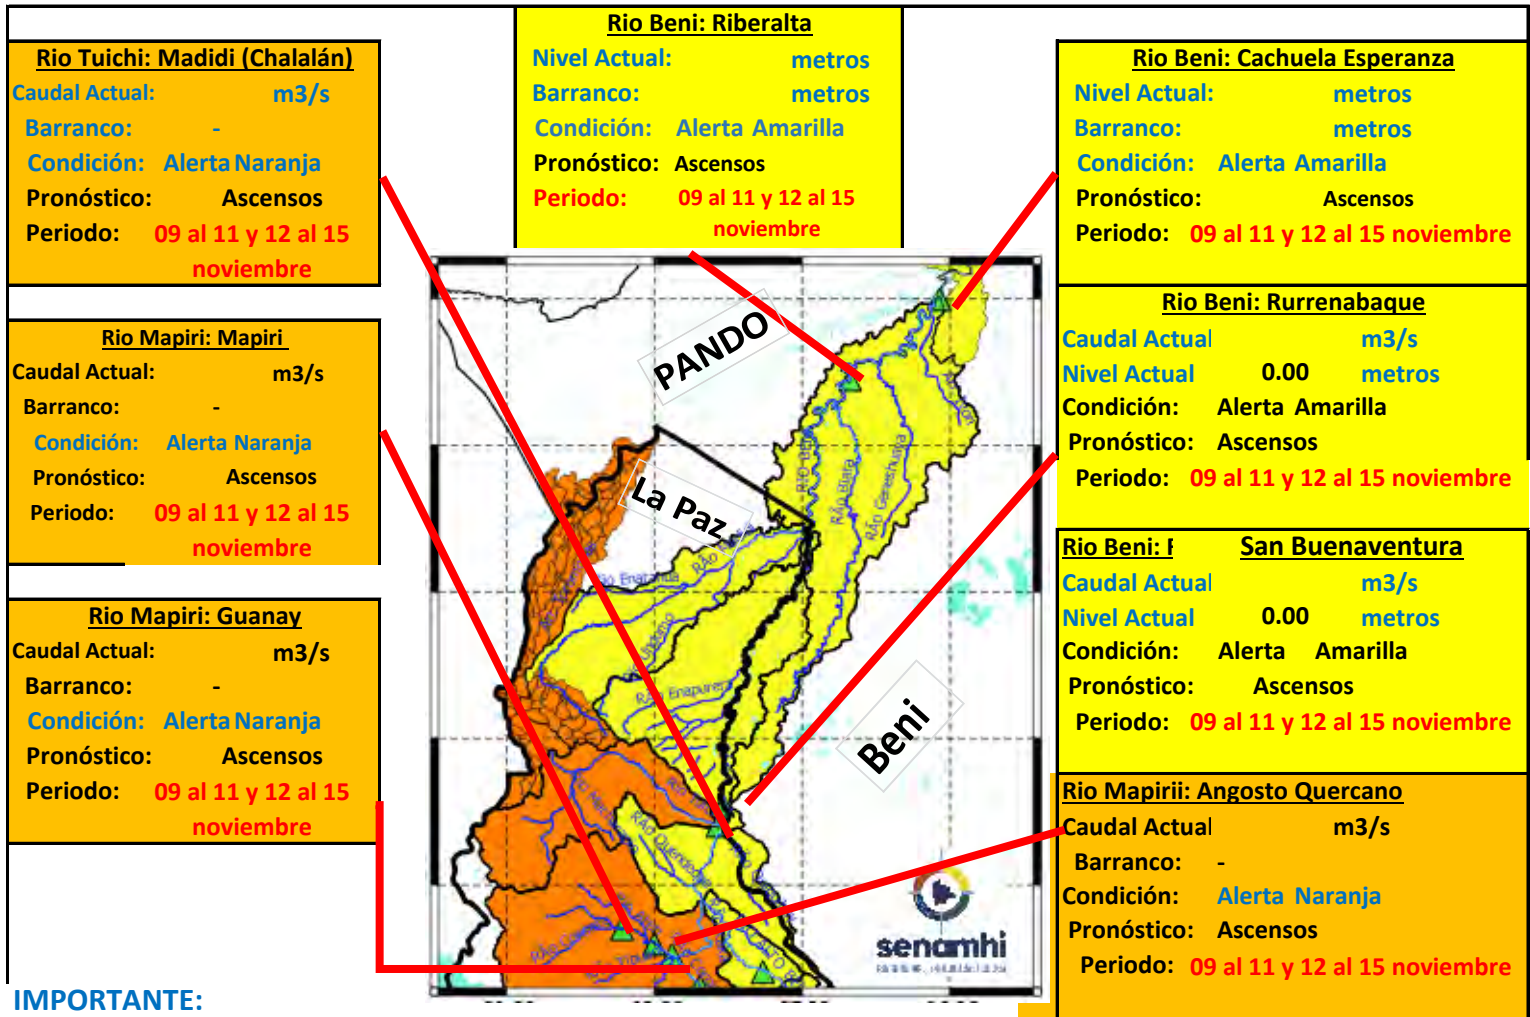 Rio Tuichi: Madidi (Chalalán)
Caudal Actual: m3/s
Barranco: -
Condición: Alerta Naranja
Pronóstico: Ascensos
Periodo: 09 al 11 y 12 al 15
noviembre
Rio Mapiri: Mapiri
Caudal Actual: m3/s
Barranco: -
Condición: Alerta Naranja
Pronóstico: Ascensos
Periodo: 09 al 11 y 12 al 15
noviembre
Rio Mapiri: Guanay
Caudal Actual: m3/s
Barranco: -
Condición: Alerta Naranja
Pronóstico: Ascensos
Periodo: 09 al 11 y 12 al 15
noviembre
Rio Beni: Riberalta
Nivel Actual: metros
Barranco: metros
Condición: Alerta Amarilla
Pronóstico: Ascensos
Periodo: 09 al 11 y 12 al 15
noviembre
PANDO
La Paz
Beni
senamhi
Rio Beni: Cachuela Esperanza
Nivel Actual: metros
Barranco: metros
Condición: Alerta Amarilla
Pronóstico: Ascensos
Periodo: 09 al 11 y 12 al 15 noviembre
Rio Beni: Rurrenabaque
Caudal Actual m3/s
Nivel Actual 0.00 metros
Condición: Alerta Amarilla
Pronóstico: Ascensos
Periodo: 09 al 11 y 12 al 15 noviembre
Rio Beni: San Buenaventura
Caudal Actual m3/s
Nivel Actual 0.00 metros
Condición: Alerta Amarilla
Pronóstico: Ascensos
Periodo: 09 al 11 y 12 al 15 noviembre
Rio Mapirii: Angosto Quercano
Caudal Actual m3/s
Barranco: -
Condición: Alerta Naranja
Pronóstico: Ascensos
Periodo: 09 al 11 y 12 al 15 noviembre
IMPORTANTE: